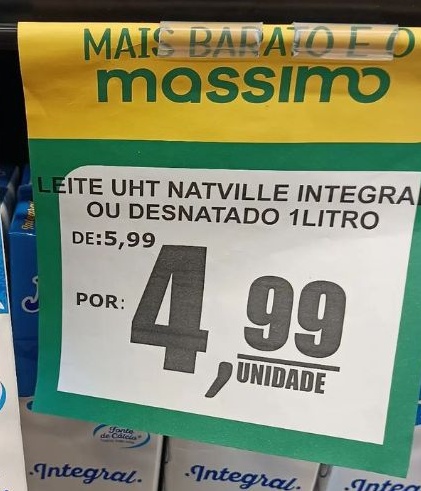 MAIS BARATO E O
massimo
LEITE UHT NATVILLE INTEGRA
OU DESNATADO 1LITRO
DE:5,99
POR: 4,99
UNIDADE
Fonte
de Cálcio
Integral.
Integral.
Integ